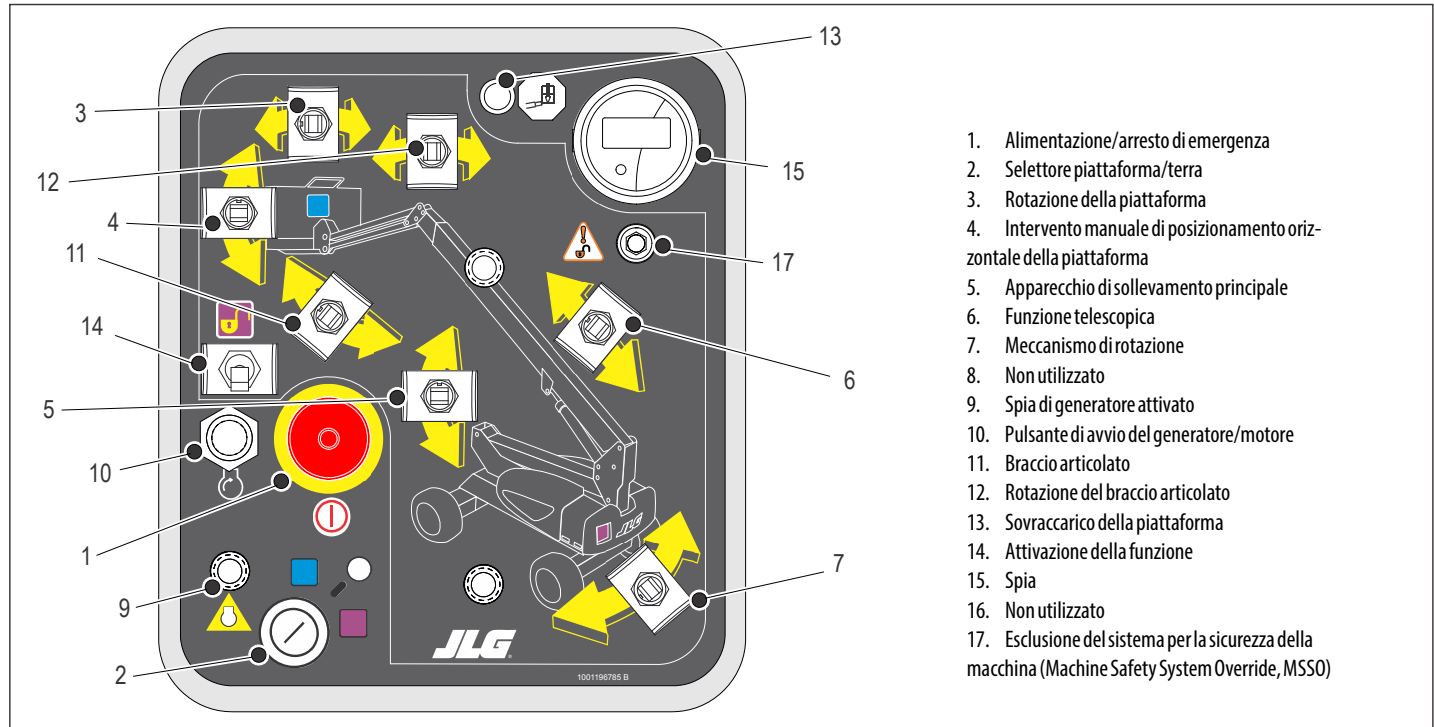 13
3
12
15
4
11
17
14
6
5
10
1
7
9
2
JLG
JLG
1001196785 B
1. Alimentazione/arresto di emergenza
2. Selettore piattaforma/terra
3. Rotazione della piattaforma
4. Intervento manuale di posizionamento oriz-
zontale della piattaforma
5. Apparecchio di sollevamento principale
6. Funzione telescopica
7. Meccanismo di rotazione
8. Non utilizzato
9. Spia di generatore attivato
10. Pulsante di avvio del generatore/motore
11. Braccio articolato
12. Rotazione del braccio articolato
13. Sovraccarico della piattaforma
14. Attivazione della funzione
15. Spia
16. Non utilizzato
17. Esclusione del sistema per la sicurezza della
macchina (Machine Safety System Override, MSSO)